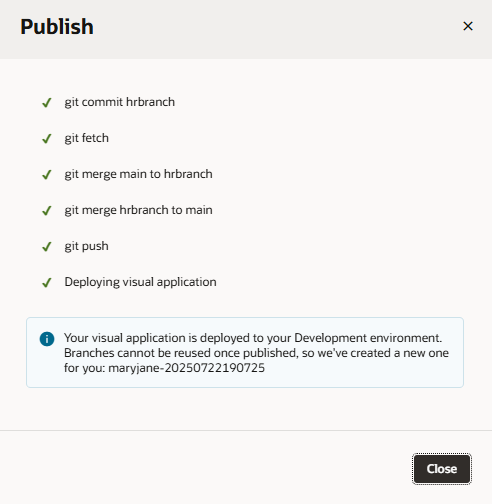 Publish
git commit hrbranch
git fetch
git merge main to hrbranch
git merge hrbranch to main
git push
Deploying visual application
Your visual application is deployed to your Development environment.
Branches cannot be reused once published, so we've created a new one
for you: maryjane-20250722190725
Close